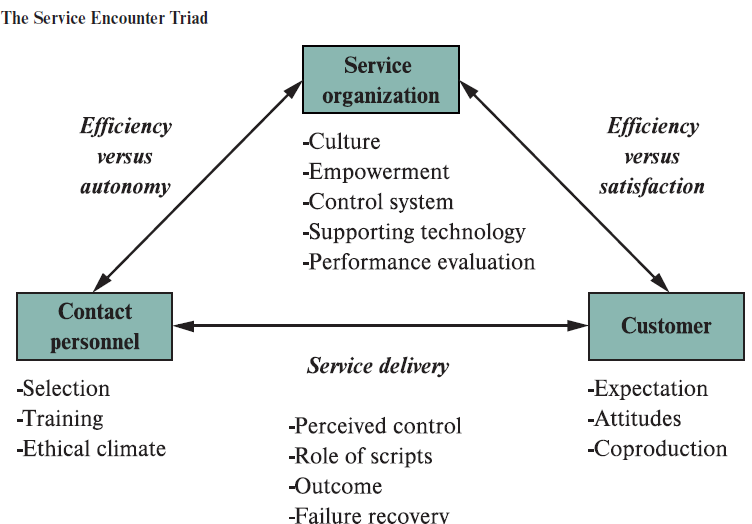 The Service Encounter Triad
Service
organization
Efficiency
versus
autonomy
Efficiency
versus
satisfaction
-Culture
-Empowerment
-Control system
-Supporting technology
-Performance evaluation
Contact
personnel
Customer
Service delivery
-Selection
-Training
-Ethical climate
-Perceived control
-Role of scripts
-Outcome
-Failure recovery
-Expectation
-Attitudes
-Coproduction